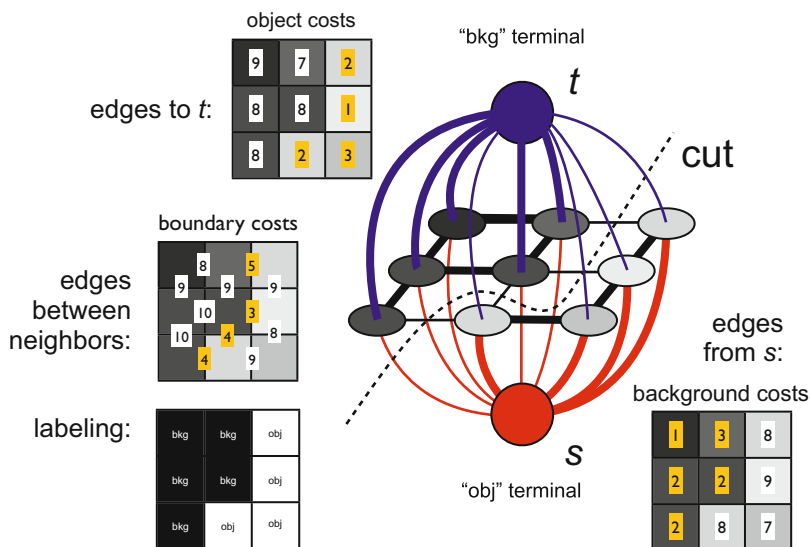 object costs
9 7 2
edges to t:
8 8 1
8 2 3
"bkg" terminal
t
cut
boundary costs
8 5
9 9 9
edges
between
neighbors:
10 3
10 4 8
4 9
labeling:
bkg bkg obj
bkg bkg obj
bkg obj obj
s
"obj" terminal
edges
from s:
background costs
1 3 8
2 2 9
2 8 7